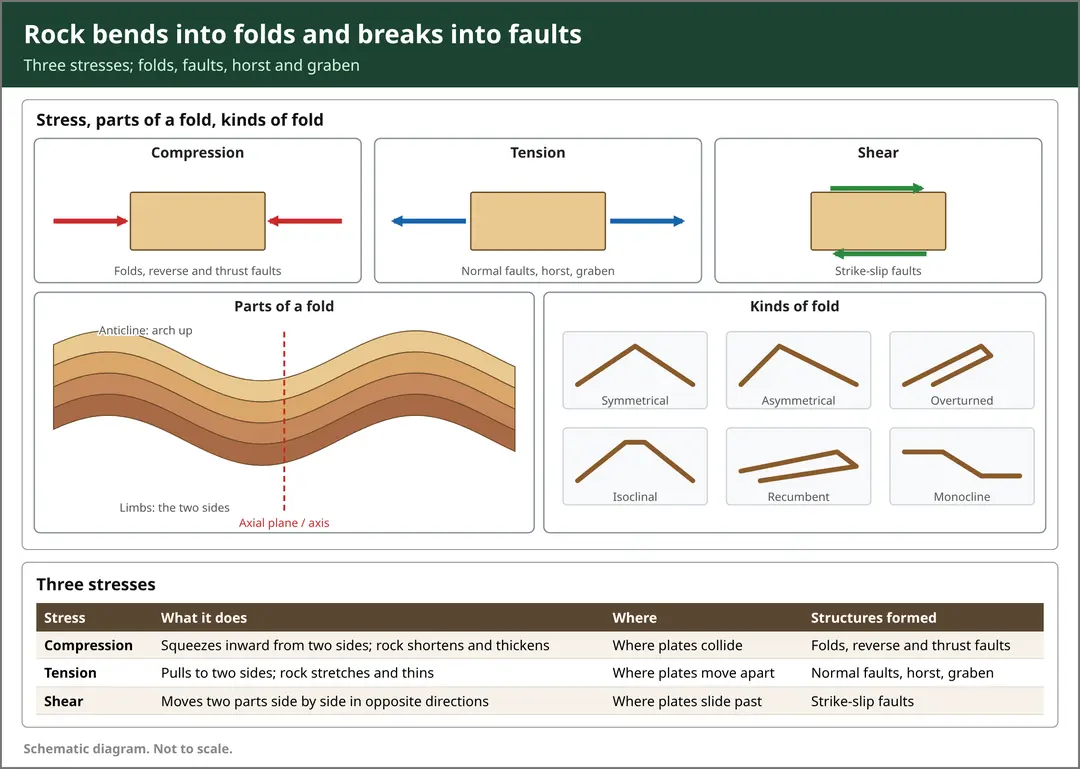 Rock bends into folds and breaks into faults
Three stresses; folds, faults, horst and graben
Stress, parts of a fold, kinds of fold
Compression
Folds, reverse and thrust faults
Tension
Normal faults, horst, graben
Shear
Strike-slip faults
Parts of a fold
Anticline: arch up
Limbs: the two sides
Axial plane / axis
Kinds of fold
Symmetrical
Asymmetrical
Overturned
Isoclinal
Recumbent
Monocline
Three stresses
Stress What it does Where Structures formed
Compression Squeezes inward from two sides; rock shortens and thickens Where plates collide Folds, reverse and thrust faults
Tension Pulls to two sides; rock stretches and thins Where plates move apart Normal faults, horst, graben
Shear Moves two parts side by side in opposite directions Where plates slide past Strike-slip faults
Schematic diagram. Not to scale.